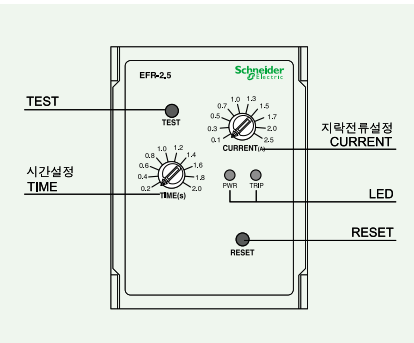 EFR-2.5
Schneider
Electric
TEST
TEST
0.1
0.3
0.5
0.7
1.0
1.3
1.5
1.7
2.0
2.5
CURRENT(A)
지락전류설정
CURRENT
시간설정
TIME
0.2
0.4
0.6
0.8
1.0
1.2
1.4
1.6
1.8
2.0
TIME(s)
PWR
TRIP
LED
RESET
RESET